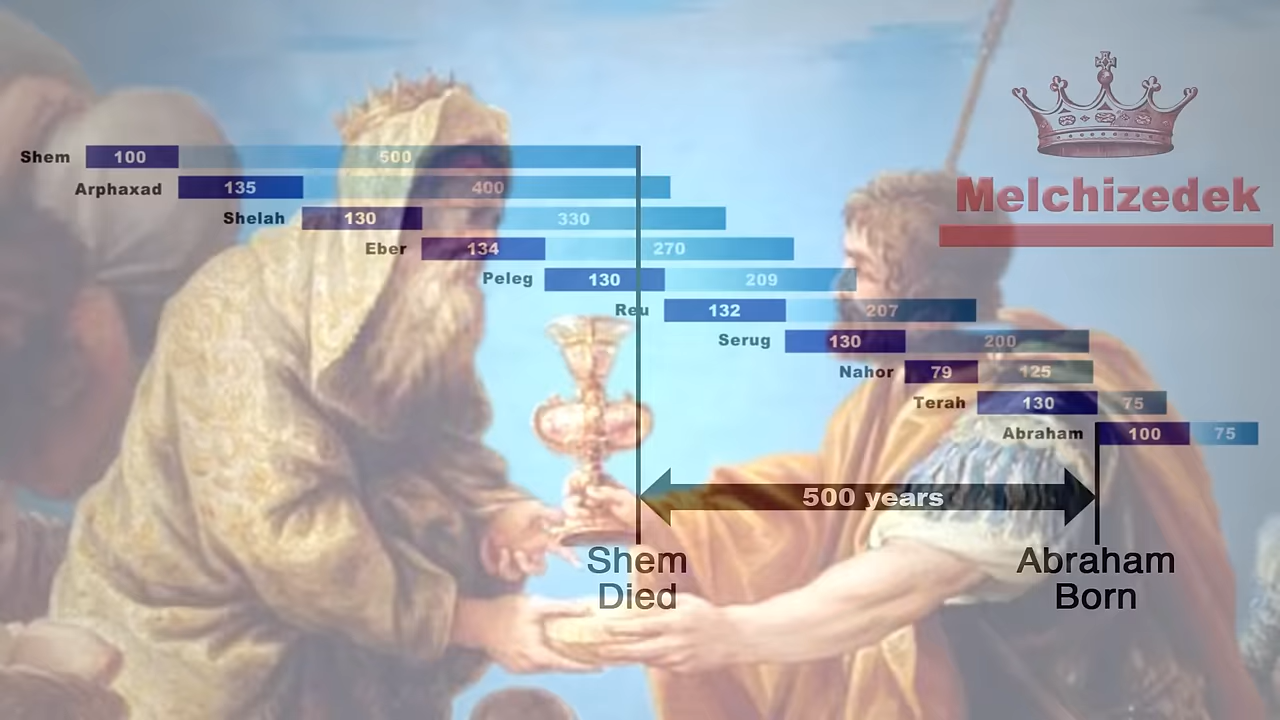 Melchizedek
Shem 100 500
Arphaxad 135 400
Shelah 130 330
Eber 134 270
Peleg 130 209
Reu 132 207
Serug 130 200
Nahor 79 125
Terah 130 75
Abraham 100 75
500 years
Shem
Died
Abraham
Born